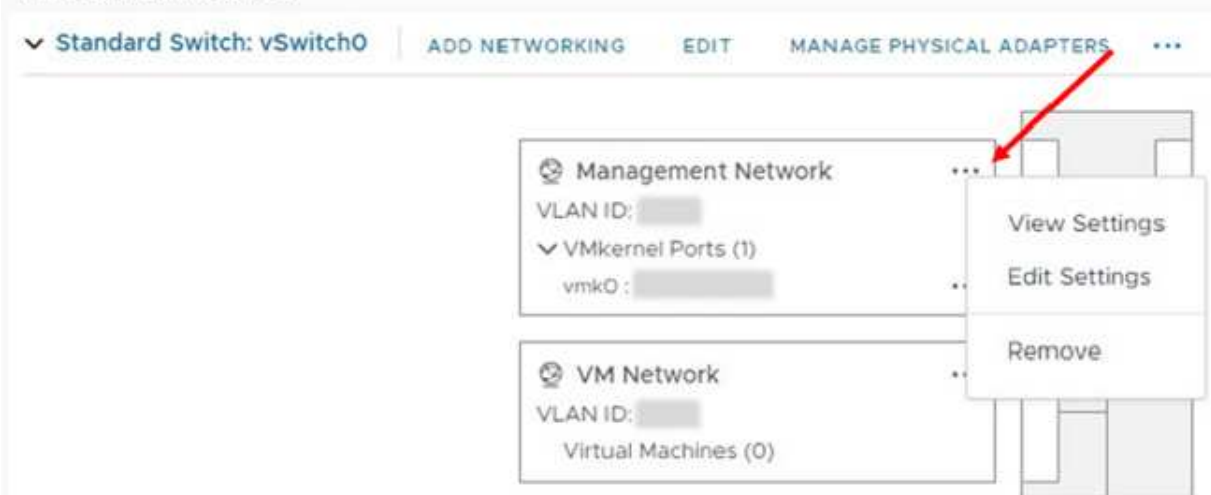 Standard Switch: vSwitch0 ADD NETWORKING EDIT MANAGE PHYSICAL ADAPTERS ...
Management Network ...
VLAN ID:
VMkernel Ports (1)
vmk0 : ...
View Settings
Edit Settings
Remove
VM Network ...
VLAN ID:
Virtual Machines (0)